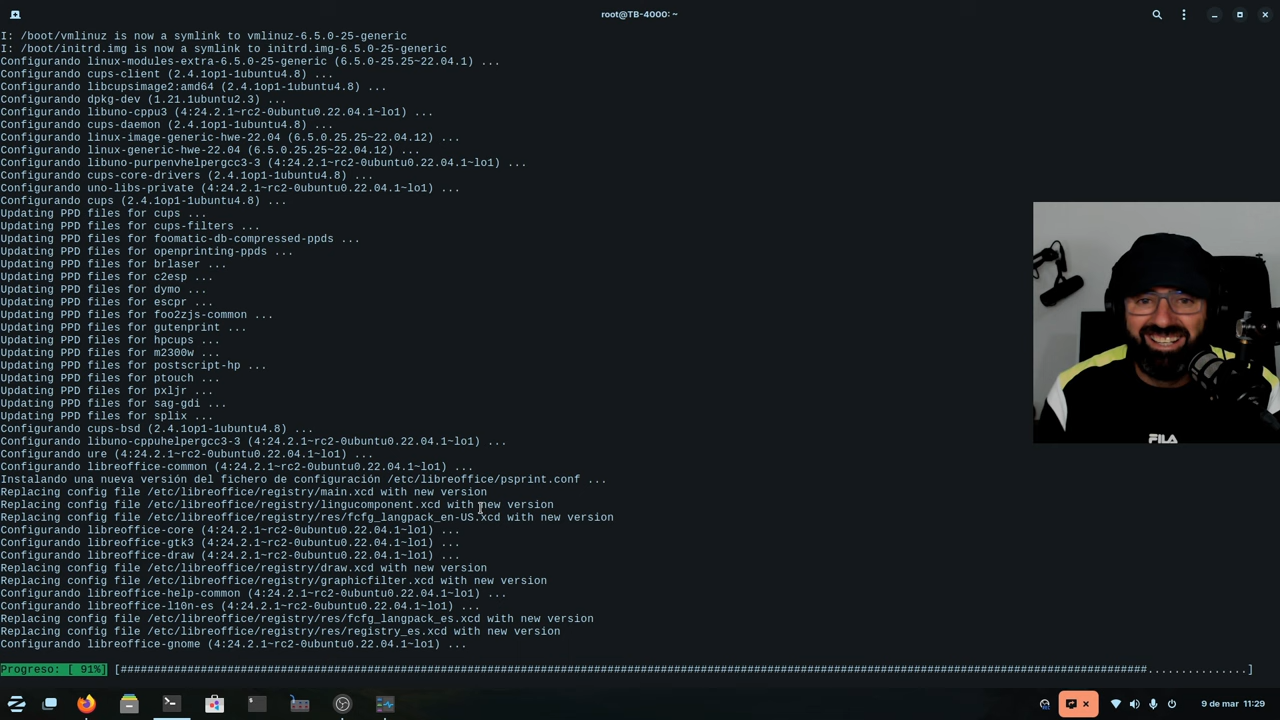 root@TB-4000: ~
I: /boot/vmlinuz is now a symlink to vmlinuz-6.5.0-25-generic
I: /boot/initrd.img is now a symlink to initrd.img-6.5.0-25-generic
Configurando linux-modules-extra-6.5.0-25-generic (6.5.0-25.25~22.04.1) ...
Configurando cups-client (2.4.1op1-1ubuntu4.8) ...
Configurando libcupsimage2:amd64 (2.4.1op1-1ubuntu4.8) ...
Configurando dpkg-dev (1.21.1ubuntu2.3) ...
Configurando libuno-cppu3 (4:24.2.1~rc2-0ubuntu0.22.04.1~lo1) ...
Configurando cups-daemon (2.4.1op1-1ubuntu4.8) ...
Configurando linux-image-generic-hwe-22.04 (6.5.0.25.25~22.04.12) ...
Configurando linux-generic-hwe-22.04 (6.5.0.25.25~22.04.12) ...
Configurando libuno-purpenvhelpergcc3-3 (4:24.2.1~rc2-0ubuntu0.22.04.1~lo1) ...
Configurando cups-core-drivers (2.4.1op1-1ubuntu4.8) ...
Configurando uno-libs-private (4:24.2.1~rc2-0ubuntu0.22.04.1~lo1) ...
Configurando cups (2.4.1op1-1ubuntu4.8) ...
Updating PPD files for cups ...
Updating PPD files for cups-filters ...
Updating PPD files for foomatic-db-compressed-ppds ...
Updating PPD files for openprinting-ppds ...
Updating PPD files for brlaser ...
Updating PPD files for c2esp ...
Updating PPD files for dymo ...
Updating PPD files for escpr ...
Updating PPD files for foo2zjs-common ...
Updating PPD files for gutenprint ...
Updating PPD files for hpcups ...
Updating PPD files for m2300w ...
Updating PPD files for postscript-hp ...
Updating PPD files for ptouch ...
Updating PPD files for pxljr ...
Updating PPD files for sag-gdi ...
Updating PPD files for splix ...
Configurando cups-bsd (2.4.1op1-1ubuntu4.8) ...
Configurando libuno-cppuhelpergcc3-3 (4:24.2.1~rc2-0ubuntu0.22.04.1~lo1) ...
Configurando ure (4:24.2.1~rc2-0ubuntu0.22.04.1~lo1) ...
Configurando libreoffice-common (4:24.2.1~rc2-0ubuntu0.22.04.1~lo1) ...
Instalando una nueva versión del fichero de configuración /etc/libreoffice/psprint.conf ...
Replacing config file /etc/libreoffice/registry/main.xcd with new version
Replacing config file /etc/libreoffice/registry/lingucomponent.xcd with new version
Replacing config file /etc/libreoffice/registry/res/fcfg_langpack_en-US.xcd with new version
Configurando libreoffice-core (4:24.2.1~rc2-0ubuntu0.22.04.1~lo1) ...
Configurando libreoffice-gtk3 (4:24.2.1~rc2-0ubuntu0.22.04.1~lo1) ...
Configurando libreoffice-draw (4:24.2.1~rc2-0ubuntu0.22.04.1~lo1) ...
Replacing config file /etc/libreoffice/registry/draw.xcd with new version
Replacing config file /etc/libreoffice/registry/graphicfilter.xcd with new version
Configurando libreoffice-help-common (4:24.2.1~rc2-0ubuntu0.22.04.1~lo1) ...
Configurando libreoffice-l10n-es (4:24.2.1~rc2-0ubuntu0.22.04.1~lo1) ...
Replacing config file /etc/libreoffice/registry/res/fcfg_langpack_es.xcd with new version
Replacing config file /etc/libreoffice/registry/res/registry_es.xcd with new version
Configurando libreoffice-gnome (4:24.2.1~rc2-0ubuntu0.22.04.1~lo1) ...
Progreso: [ 91%] [##########################################################################################################################################################...............]
FILA
9 de mar 11:29